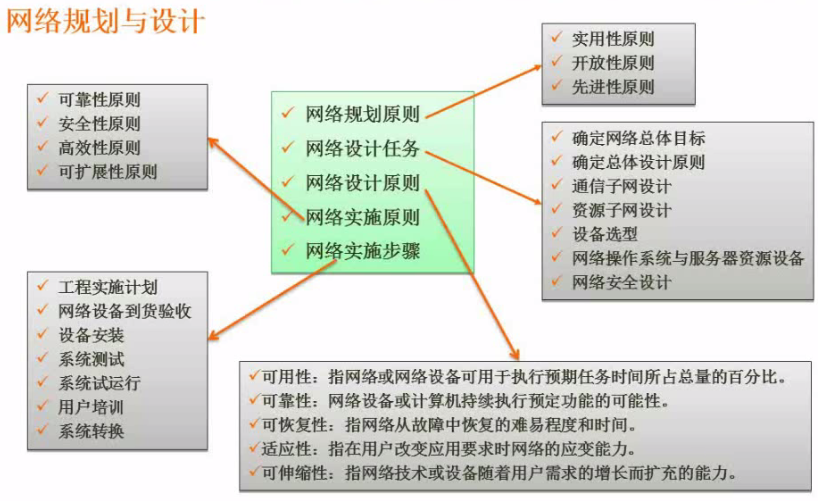 网络规划与设计
实用性原则
开放性原则
先进性原则
可靠性原则
安全性原则
高效性原则
可扩展性原则
网络规划原则
网络设计任务
网络设计原则
网络实施原则
网络实施步骤
确定网络总体目标
确定总体设计原则
通信子网设计
资源子网设计
设备选型
网络操作系统与服务器资源设备
网络安全设计
工程实施计划
网络设备到货验收
设备安装
系统测试
系统试运行
用户培训
系统转换
可用性：指网络或网络设备可用于执行预期任务时间所占总量的百分比。
可靠性：网络设备或计算机持续执行预定功能的可能性。
可恢复性：指网络从故障中恢复的难易程度和时间。
适应性：指在用户改变应用要求时网络的应变能力。
可伸缩性：指网络技术或设备随着用户需求的增长而扩充的能力。